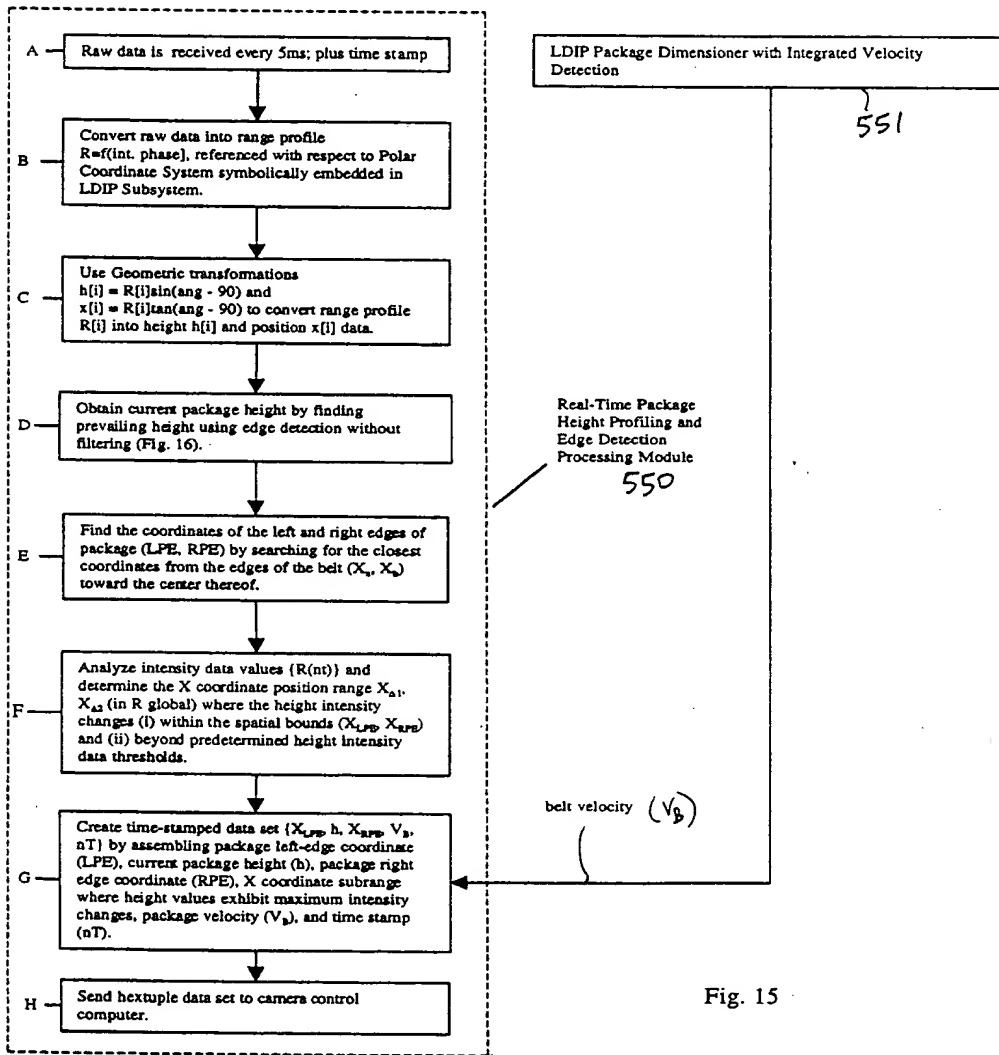 A
Raw data is received every 5ms; plus time stamp
LDIP Package Dimensioner with Integrated Velocity
Detection
551
B
Convert raw data into range profile
R=f(int. phase], referenced with respect to Polar
Coordinate System symbolically embedded in
LDIP Subsystem.
C
Use Geometric transformations
h[i] = R[i]sin(ang - 90) and
x[i] = R[i]tan(ang - 90) to convert range profile
R[i] into height h[i] and position x[i] data.
D
Obtain current package height by finding
prevailing height using edge detection without
filtering (Fig. 16).
Real-Time Package
Height Profiling and
Edge Detection
Processing Module
550
E
Find the coordinates of the left and right edges of
package (LPE, RPE) by searching for the closest
coordinates from the edges of the belt (Xa, Xb)
toward the center thereof.
F
Analyze intensity data values {R(nt)} and
determine the X coordinate position range XΔ1,
XΔ2 (in R global) where the height intensity
changes (i) within the spatial bounds (XLPE, XRPE)
and (ii) beyond predetermined height intensity
data thresholds.
belt velocity (VB)
G
Create time-stamped data set {XLPE, h, XRPE, VB,
nT} by assembling package left-edge coordinate
(LPE), current package height (h), package right
edge coordinate (RPE), X coordinate subrange
where height values exhibit maximum intensity
changes, package velocity (VB), and time stamp
(nT).
H
Send hextuple data set to camera control
computer.
Fig. 15